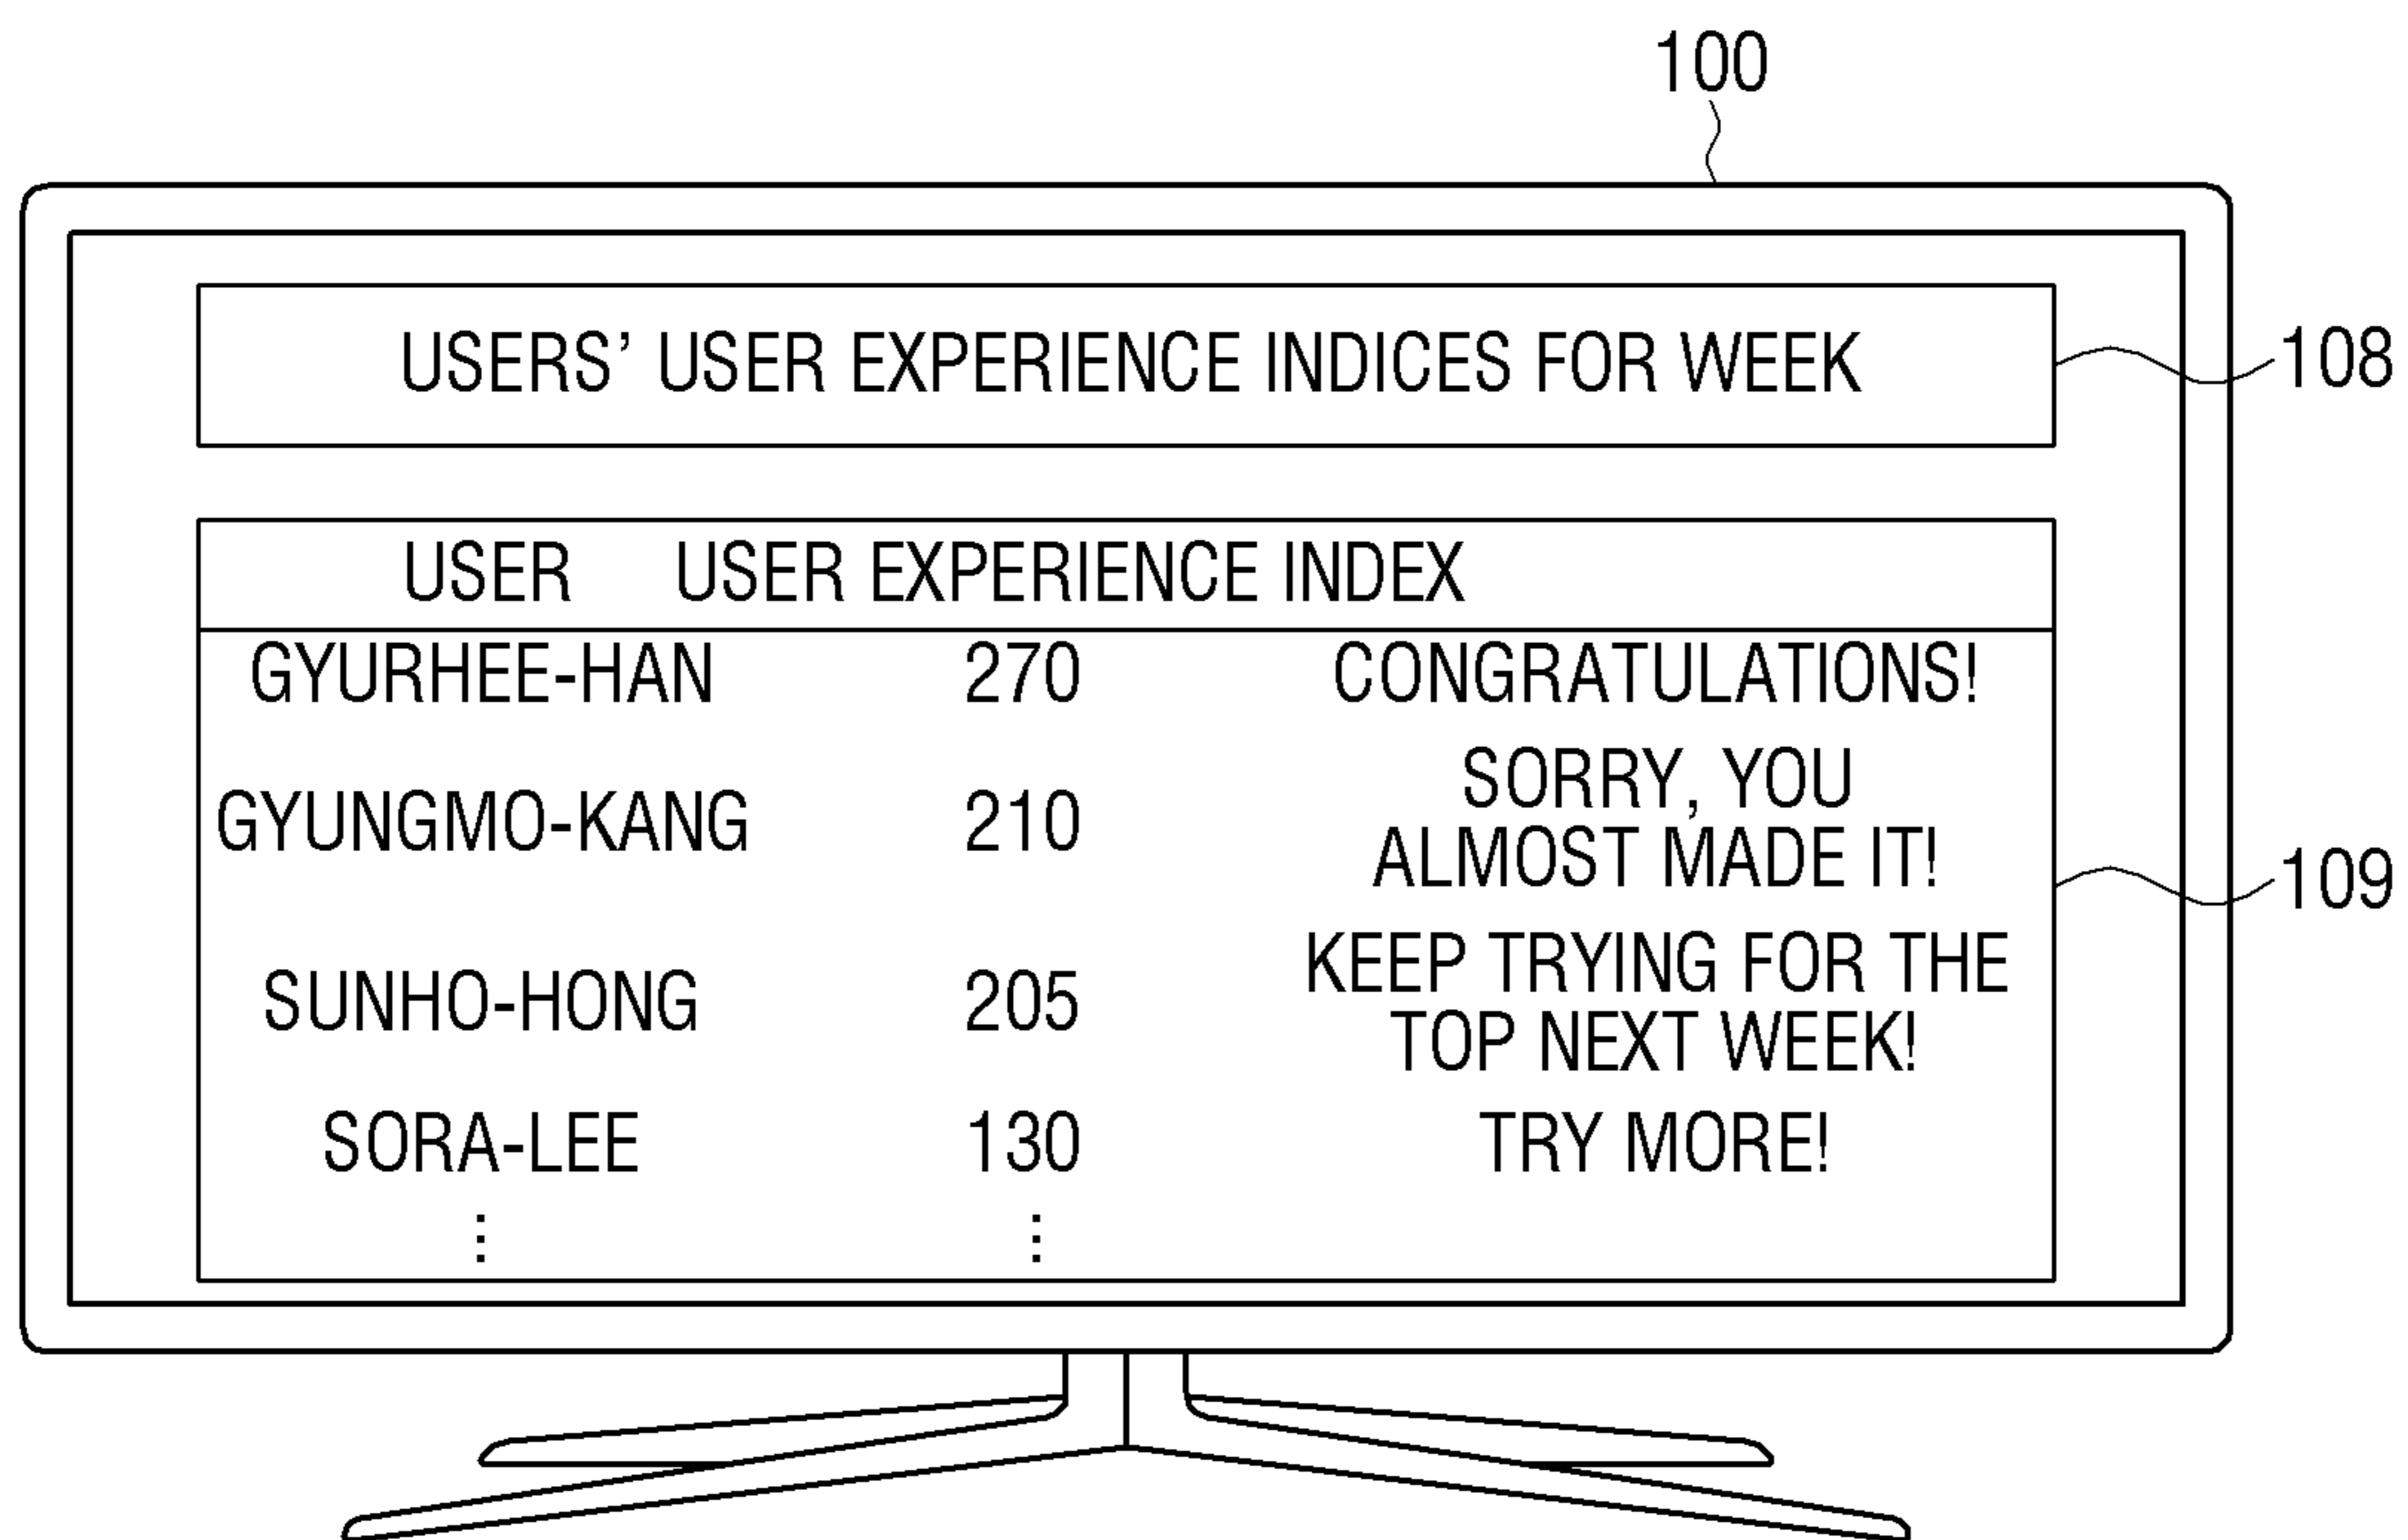 100
USERS’ USER EXPERIENCE INDICES FOR WEEK
108
USER USER EXPERIENCE INDEX
GYURHEE-HAN 270 CONGRATULATIONS!
GYUNGMO-KANG 210 SORRY, YOU
ALMOST MADE IT!
109
SUNHO-HONG 205 KEEP TRYING FOR THE
TOP NEXT WEEK!
SORA-LEE 130 TRY MORE!
⋮ ⋮